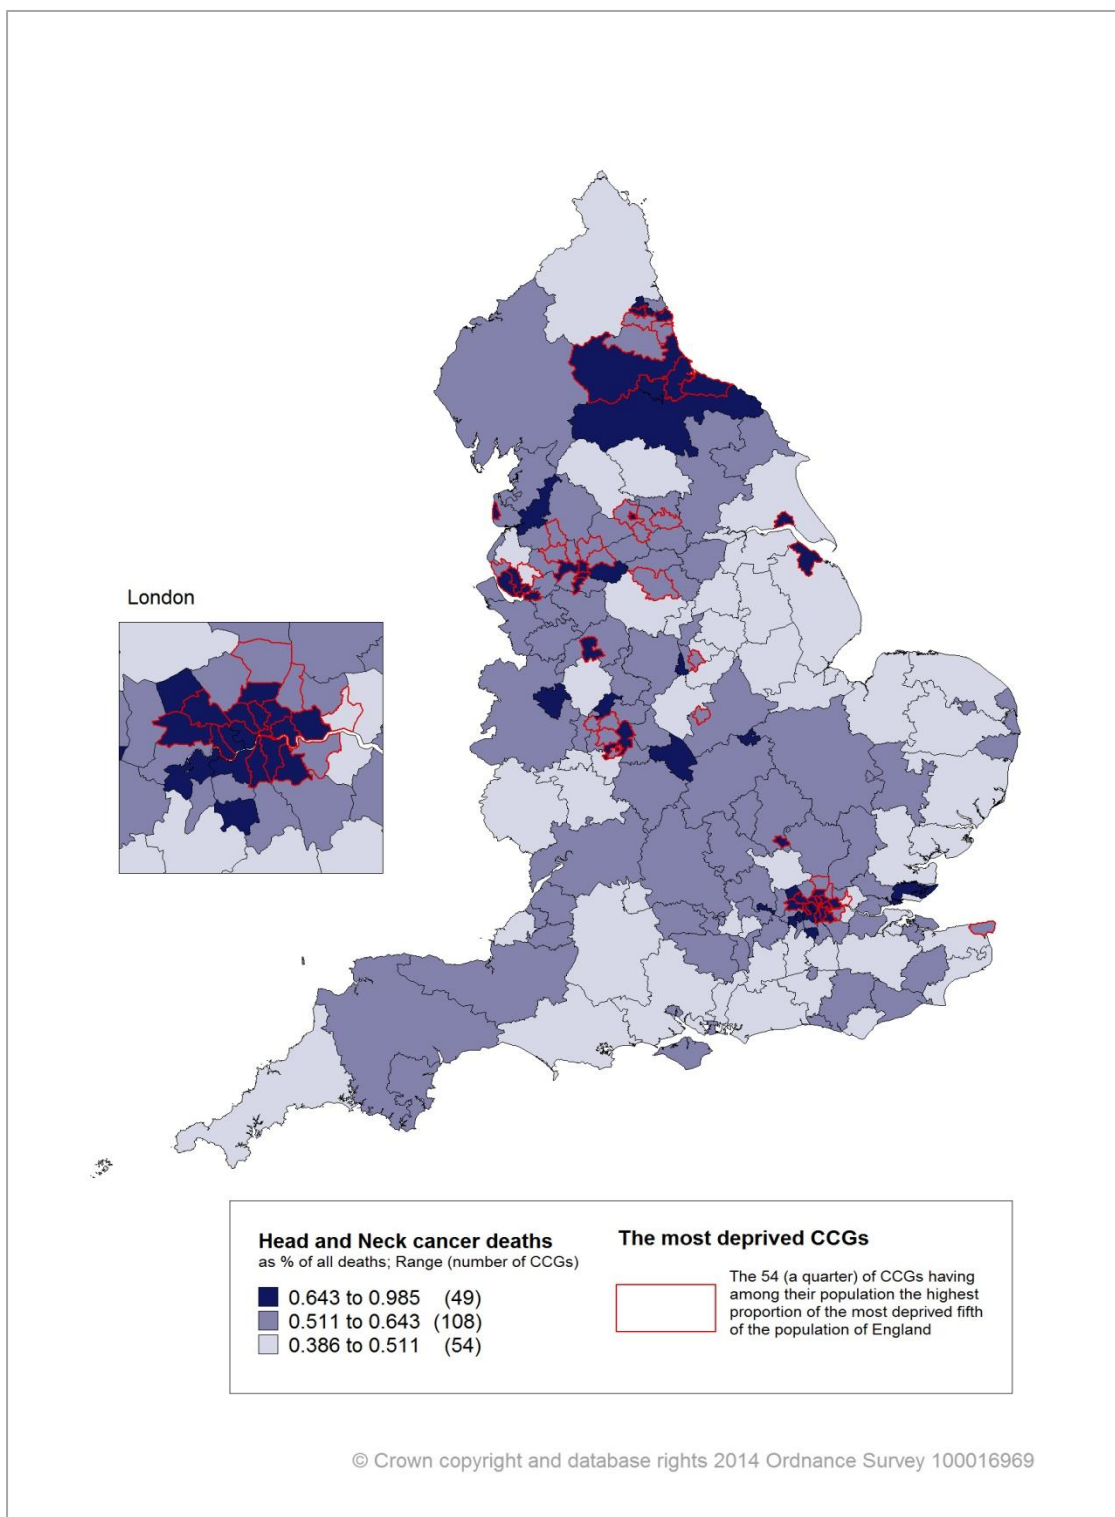 London
Head and Neck cancer deaths
as % of all deaths; Range (number of CCGs)
0.643 to 0.985 (49)
0.511 to 0.643 (108)
0.386 to 0.511 (54)
The most deprived CCGs
The 54 (a quarter) of CCGs having
among their population the highest
proportion of the most deprived fifth
of the population of England
© Crown copyright and database rights 2014 Ordnance Survey 100016969